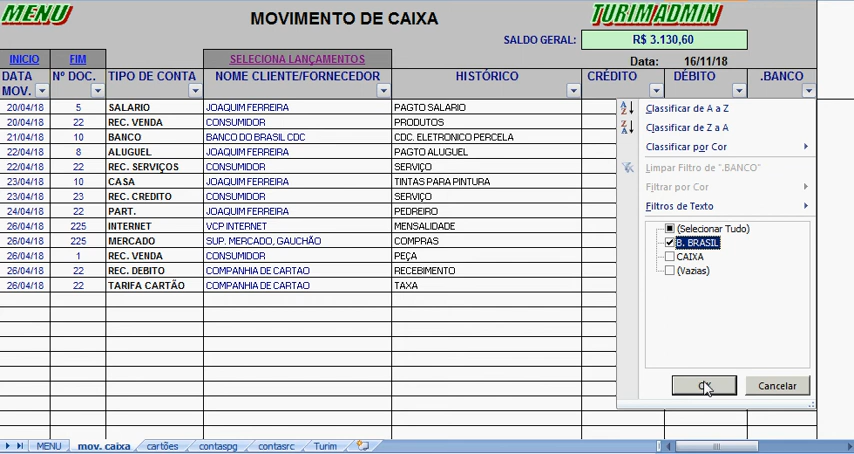 MENU
MOVIMENTO DE CAIXA
TURIMADMIN
SALDO GERAL: R$ 3.130,60
INICIO FIM SELECIONA LANÇAMENTOS Data: 16/11/18
DATA MOV. Nº DOC. TIPO DE CONTA NOME CLIENTE/FORNECEDOR HISTÓRICO CRÉDITO DÉBITO .BANCO
20/04/18 5 SALARIO JOAQUIM FERREIRA PAGTO SALARIO
20/04/18 22 REC. VENDA CONSUMIDOR PRODUTOS
21/04/18 10 BANCO BANCO DO BRASIL CDC CDC. ELETRONICO PERCELA
22/04/18 8 ALUGUEL JOAQUIM FERREIRA PAGTO ALUGUEL
22/04/18 22 REC. SERVIÇOS CONSUMIDOR SERVIÇO
23/04/18 10 CASA JOAQUIM FERREIRA TINTAS PARA PINTURA
23/04/18 23 REC. CREDITO CONSUMIDOR SERVIÇO
24/04/18 22 PART. JOAQUIM FERREIRA PEDREIRO
26/04/18 225 INTERNET VCP INTERNET MENSALIDADE
26/04/18 225 MERCADO SUP. MERCADO, GAUCHÃO COMPRAS
26/04/18 1 REC. VENDA CONSUMIDOR PEÇA
26/04/18 22 REC. DEBITO COMPANHIA DE CARTAO RECEBIMENTO
26/04/18 22 TARIFA CARTÃO COMPANHIA DE CARTAO TAXA
Classificar de A a Z
Classificar de Z a A
Classificar por Cor
Limpar Filtro de ".BANCO"
Filtrar por Cor
Filtros de Texto
(Selecionar Tudo)
B. BRASIL
CAIXA
(Vazias)
OK Cancelar
MENU mov. caixa cartões contaspg contasrc Turim